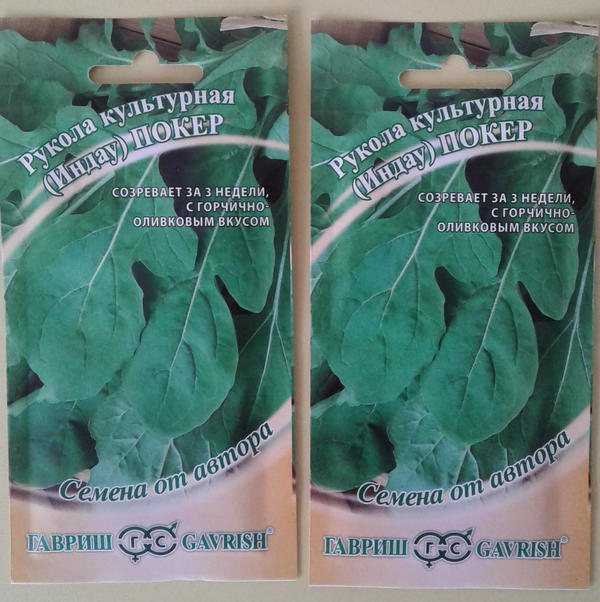 Рукола культурная
(Индау) ПОКЕР
СОЗРЕВАЕТ ЗА 3 НЕДЕЛИ,
С ГОРЧИЧНО-
ОЛИВКОВЫМ ВКУСОМ
Семена от автора
ГАВРИШ Г С GAVRISH®
Рукола культурная
(Индау) ПОКЕР
СОЗРЕВАЕТ ЗА 3 НЕДЕЛИ,
С ГОРЧИЧНО-
ОЛИВКОВЫМ ВКУСОМ
Семена от автора
ГАВРИШ Г С GAVRISH®